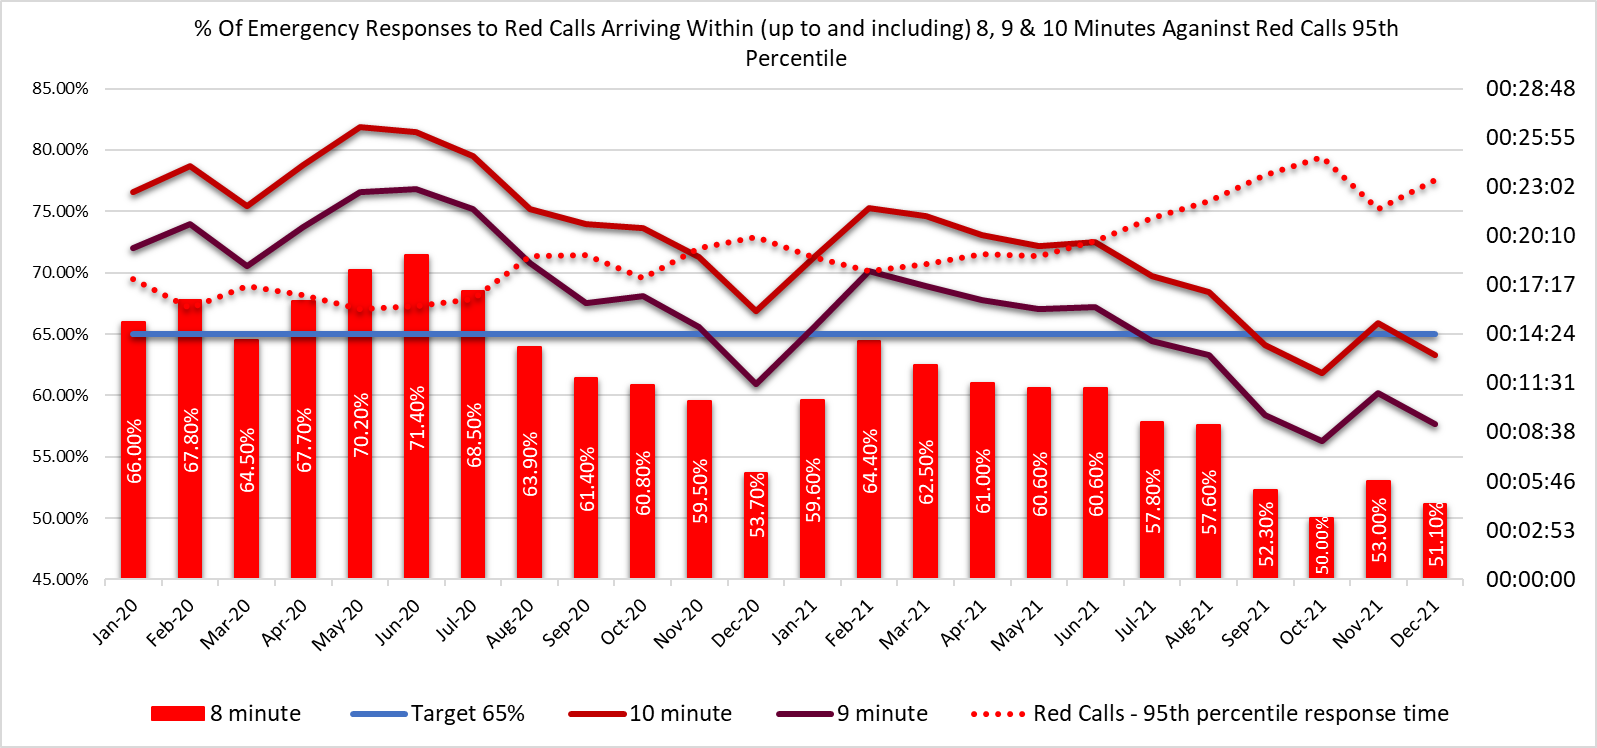 % Of Emergency Responses to Red Calls Arriving Within (up to and including) 8, 9 & 10 Minutes Aganinst Red Calls 95th
Percentile
85.00%
80.00%
75.00%
70.00%
65.00%
60.00%
55.00%
50.00%
45.00%
00:28:48
00:25:55
00:23:02
00:20:10
00:17:17
00:14:24
00:11:31
00:08:38
00:05:46
00:02:53
00:00:00
66.00%
67.80%
64.50%
67.70%
70.20%
71.40%
68.50%
63.90%
61.40%
60.80%
59.50%
53.70%
59.60%
64.40%
62.50%
61.00%
60.60%
60.60%
57.80%
57.60%
52.30%
50.00%
53.00%
51.10%
Jan-20
Feb-20
Mar-20
Apr-20
May-20
Jun-20
Jul-20
Aug-20
Sep-20
Oct-20
Nov-20
Dec-20
Jan-21
Feb-21
Mar-21
Apr-21
May-21
Jun-21
Jul-21
Aug-21
Sep-21
Oct-21
Nov-21
Dec-21
8 minute
Target 65%
10 minute
9 minute
Red Calls - 95th percentile response time